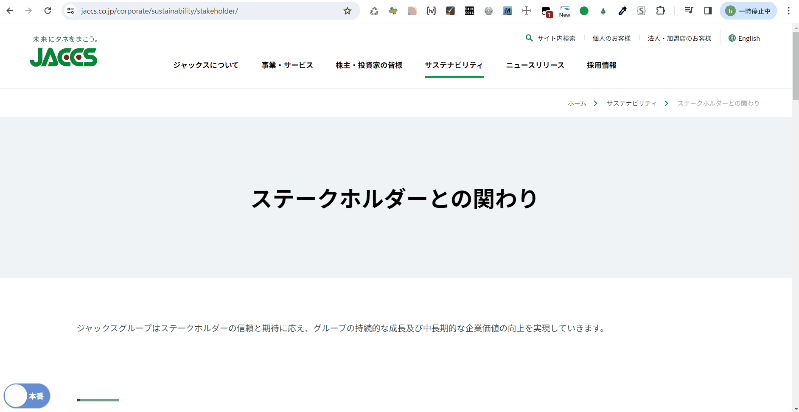 jaccs.co.jp/corporate/sustainability/stakeholder/
1
New
h
一時停止中
未来にタネをまこう。
JACCS
サイト内検索
個人のお客様
法人・加盟店のお客様
English
ジャックスについて
事業・サービス
株主・投資家の皆様
サステナビリティ
ニュースリリース
採用情報
ホーム > サステナビリティ > ステークホルダーとの関わり
ステークホルダーとの関わり
ジャックスグループはステークホルダーの信頼と期待に応え、グループの持続的な成長及び中長期的な企業価値の向上を実現していきます。
本番